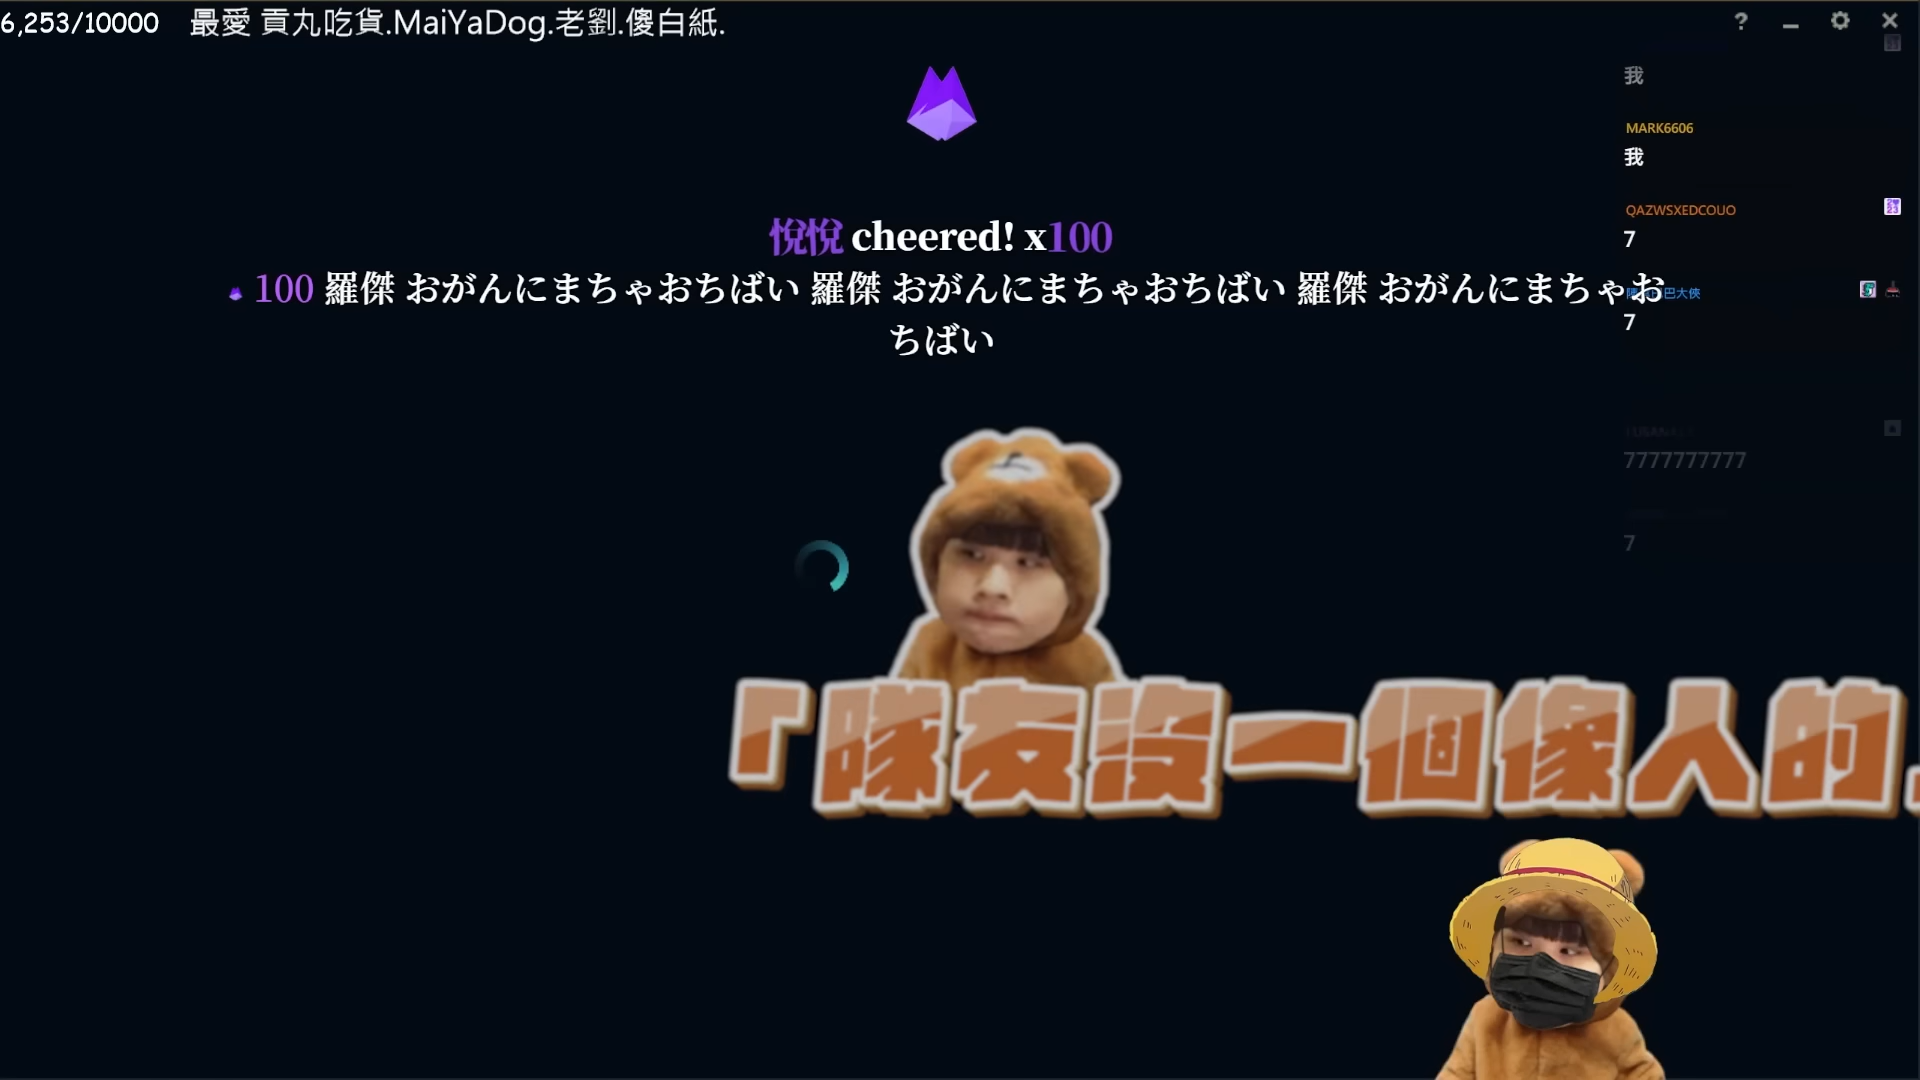 6,253/10000 最愛 貢丸吃貨.MaiYaDog.老劉.傻白紙.
我
MARK6606
我
QAZWSXEDCOUO
7
悅悅 cheered! x100
100 羅傑 おがんにまちゃおちばい 羅傑 おがんにまちゃおちばい 羅傑 おがんにまちゃお
ちばい
巴大俠
7
7777777777
7
「隊友沒一個像人的